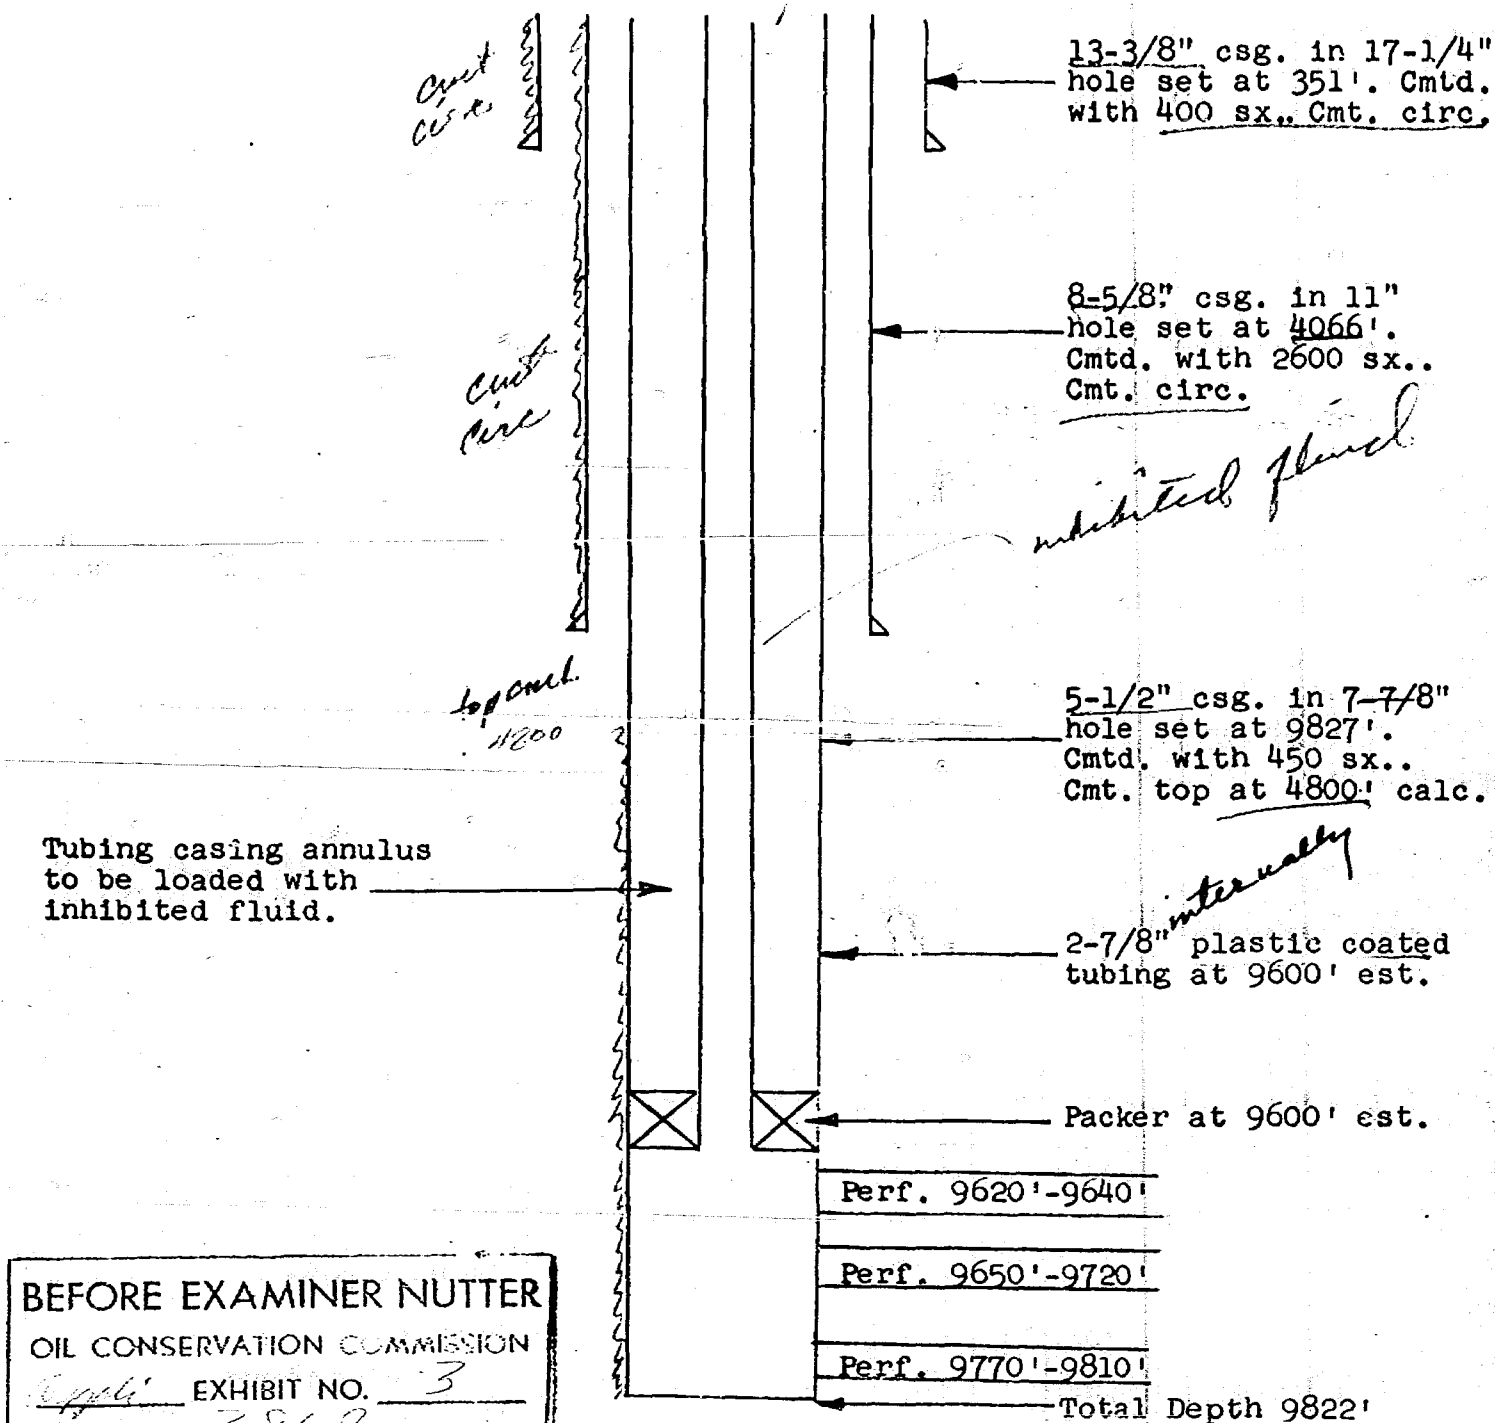 13-3/8" csg. in 17-1/4"
hole set at 351'. Cmtd.
with 400 sx.. Cmt. circ.
cmt
circ
8-5/8" csg. in 11"
hole set at 4066'.
Cmtd. with 2600 sx..
Cmt. circ.
cmt
circ
inhibited fluid
top cmt.
4800
5-1/2" csg. in 7-7/8"
hole set at 9827'.
Cmtd. with 450 sx..
Cmt. top at 4800' calc.
Tubing casing annulus
to be loaded with
inhibited fluid.
internally
2-7/8" plastic coated
tubing at 9600' est.
Packer at 9600' est.
Perf. 9620'-9640'
Perf. 9650'-9720'
Perf. 9770'-9810'
Total Depth 9822'
BEFORE EXAMINER NUTTER
OIL CONSERVATION COMMISSION
EXHIBIT NO. 3